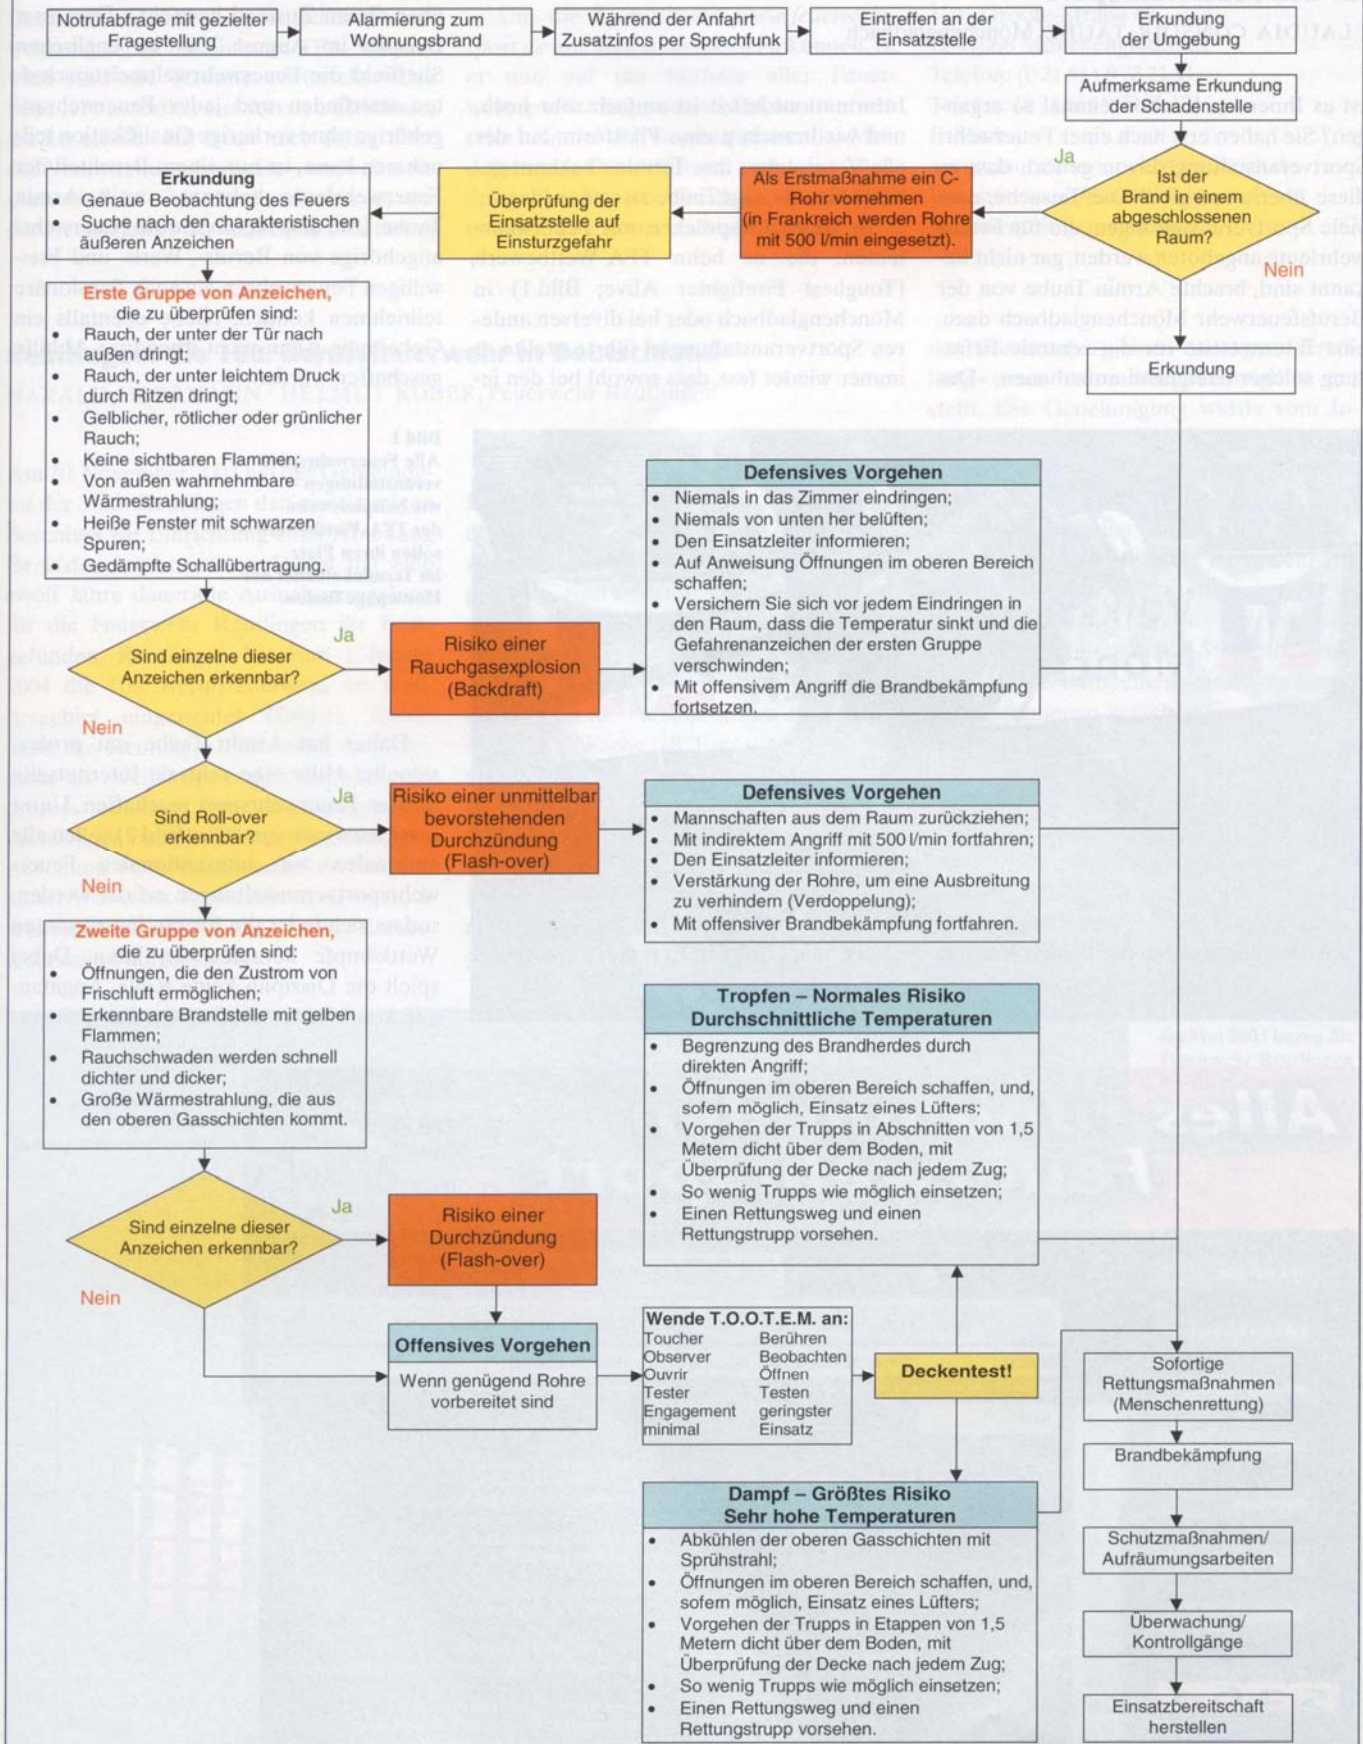 Notrufabfrage mit gezielter
Fragestellung
Alarmierung zum
Wohnungsbrand
Während der Anfahrt
Zusatzinfos per Sprechfunk
Eintreffen an der
Einsatzstelle
Erkundung
der Umgebung
Aufmerksame Erkundung
der Schadenstelle
Ja
Ist der
Brand in einem
abgeschlossenen
Raum?
Nein
Als Erstmaßnahme ein C-
Rohr vornehmen
(in Frankreich werden Rohre
mit 500 l/min eingesetzt).
Überprüfung der
Einsatzstelle auf
Einsturzgefahr
Erkundung
• Genaue Beobachtung des Feuers
• Suche nach den charakteristischen
äußeren Anzeichen
Erkundung
Erste Gruppe von Anzeichen,
die zu überprüfen sind:
• Rauch, der unter der Tür nach
außen dringt;
• Rauch, der unter leichtem Druck
durch Ritzen dringt;
• Gelblicher, rötlicher oder grünlicher
Rauch;
• Keine sichtbaren Flammen;
• Von außen wahrnehmbare
Wärmestrahlung;
• Heiße Fenster mit schwarzen
Spuren;
• Gedämpfte Schallübertragung.
Sind einzelne dieser
Anzeichen erkennbar?
Ja
Nein
Risiko einer
Rauchgasexplosion
(Backdraft)
Defensives Vorgehen
• Niemals in das Zimmer eindringen;
• Niemals von unten her belüften;
• Den Einsatzleiter informieren;
• Auf Anweisung Öffnungen im oberen Bereich
schaffen;
• Versichern Sie sich vor jedem Eindringen in
den Raum, dass die Temperatur sinkt und die
Gefahrenanzeichen der ersten Gruppe
verschwinden;
• Mit offensivem Angriff die Brandbekämpfung
fortsetzen.
Sind Roll-over
erkennbar?
Ja
Nein
Risiko einer unmittelbar
bevorstehenden
Durchzündung
(Flash-over)
Defensives Vorgehen
• Mannschaften aus dem Raum zurückziehen;
• Mit indirektem Angriff mit 500 l/min fortfahren;
• Den Einsatzleiter informieren;
• Verstärkung der Rohre, um eine Ausbreitung
zu verhindern (Verdoppelung);
• Mit offensiver Brandbekämpfung fortfahren.
Zweite Gruppe von Anzeichen,
die zu überprüfen sind:
• Öffnungen, die den Zustrom von
Frischluft ermöglichen;
• Erkennbare Brandstelle mit gelben
Flammen;
• Rauchschwaden werden schnell
dichter und dicker;
• Große Wärmestrahlung, die aus
den oberen Gasschichten kommt.
Sind einzelne dieser
Anzeichen erkennbar?
Ja
Nein
Risiko einer
Durchzündung
(Flash-over)
Offensives Vorgehen
Wenn genügend Rohre
vorbereitet sind
Wende T.O.O.T.E.M. an:
Toucher Berühren
Observer Beobachten
Ouvrir Öffnen
Tester Testen
Engagement geringster
minimal Einsatz
Deckentest!
Tropfen – Normales Risiko
Durchschnittliche Temperaturen
• Begrenzung des Brandherdes durch
direkten Angriff;
• Öffnungen im oberen Bereich schaffen, und,
sofern möglich, Einsatz eines Lüfters;
• Vorgehen der Trupps in Abschnitten von 1,5
Metern dicht über dem Boden, mit
Überprüfung der Decke nach jedem Zug;
• So wenig Trupps wie möglich einsetzen;
• Einen Rettungsweg und einen
Rettungstrupp vorsehen.
Dampf – Größtes Risiko
Sehr hohe Temperaturen
• Abkühlen der oberen Gasschichten mit
Sprühstrahl;
• Öffnungen im oberen Bereich schaffen, und,
sofern möglich, Einsatz eines Lüfters;
• Vorgehen der Trupps in Etappen von 1,5
Metern dicht über dem Boden, mit
Überprüfung der Decke nach jedem Zug;
• So wenig Trupps wie möglich einsetzen;
• Einen Rettungsweg und einen
Rettungstrupp vorsehen.
Sofortige
Rettungsmaßnahmen
(Menschenrettung)
Brandbekämpfung
Schutzmaßnahmen/
Aufräumungsarbeiten
Überwachung/
Kontrollgänge
Einsatzbereitschaft
herstellen